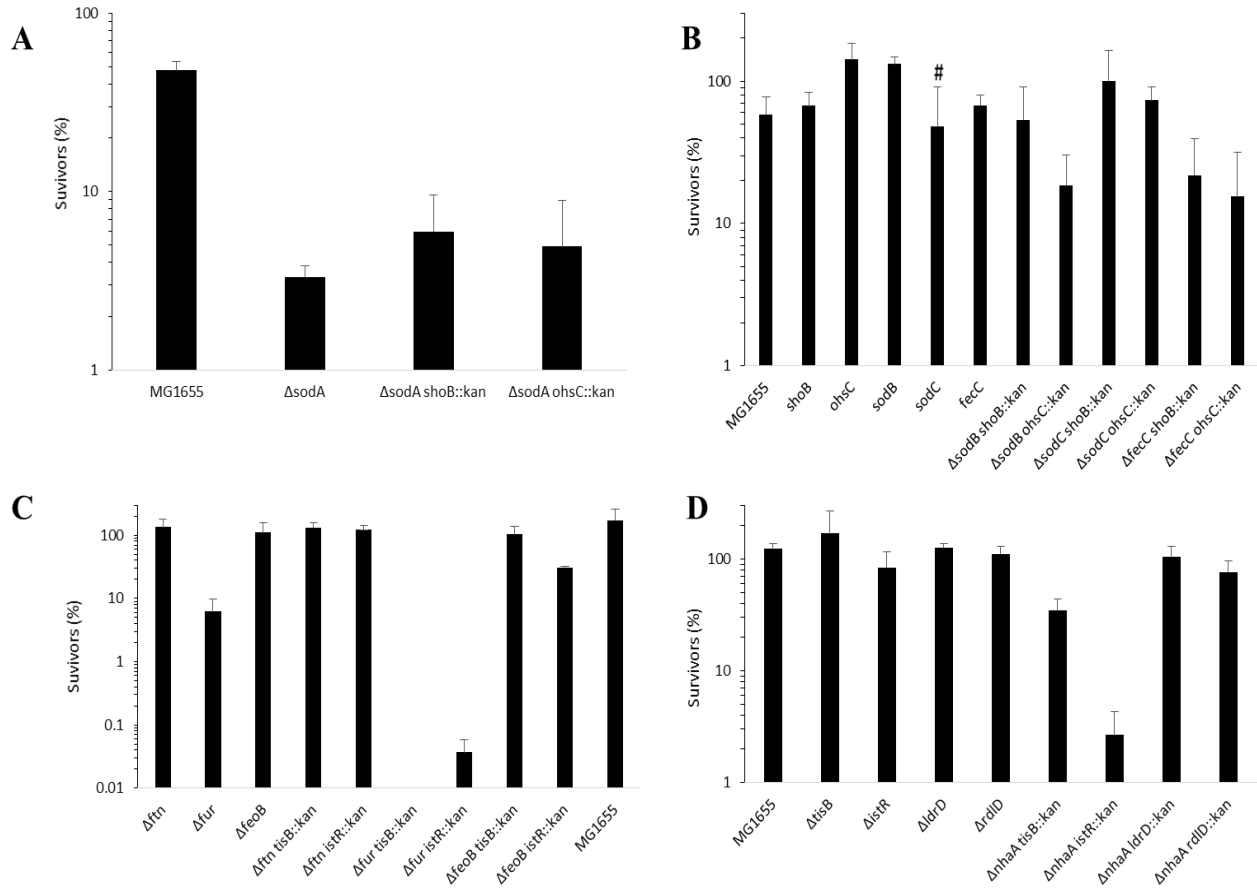 A
Suvivors (%)
100
10
1
MG1655
ΔsodA
ΔsodA shoB::kan
ΔsodA ohsC::kan
B
Survivors (%)
100
10
1
#
MG1655
shoB
ohsC
sodB
sodC
fecC
ΔsodB shoB::kan
ΔsodB ohsC::kan
ΔsodC shoB::kan
ΔsodC ohsC::kan
ΔfecC shoB::kan
ΔfecC ohsC::kan
C
Suvivors (%)
100
10
1
0.1
0.01
Δftn
Δfur
ΔfeoB
Δftn tisB::kan
Δftn istR::kan
Δfur tisB::kan
Δfur istR::kan
ΔfeoB tisB::kan
ΔfeoB istR::kan
MG1655
D
Survivors (%)
100
10
1
MG1655
ΔtisB
ΔistR
ΔldrD
ΔrdlD
ΔnhaA tisB::kan
ΔnhaA istR::kan
ΔnhaA ldrD::kan
ΔnhaA rdlD::kan